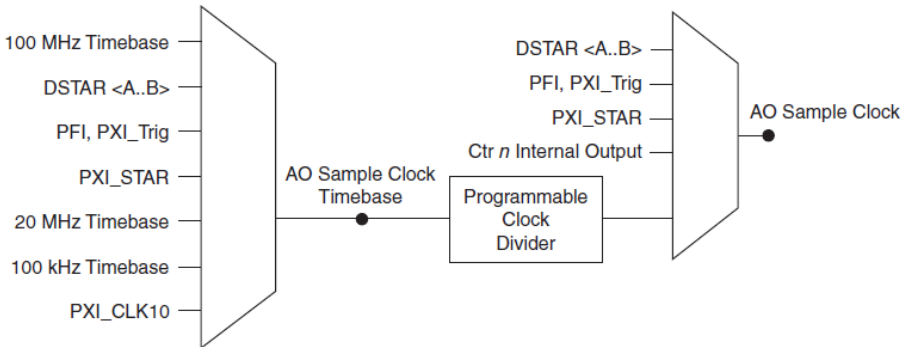 100 MHz Timebase
DSTAR <A..B>
PFI, PXI_Trig
PXI_STAR
20 MHz Timebase
100 kHz Timebase
PXI_CLK10
AO Sample Clock
Timebase
Programmable
Clock
Divider
DSTAR <A..B>
PFI, PXI_Trig
PXI_STAR
Ctr n Internal Output
AO Sample Clock